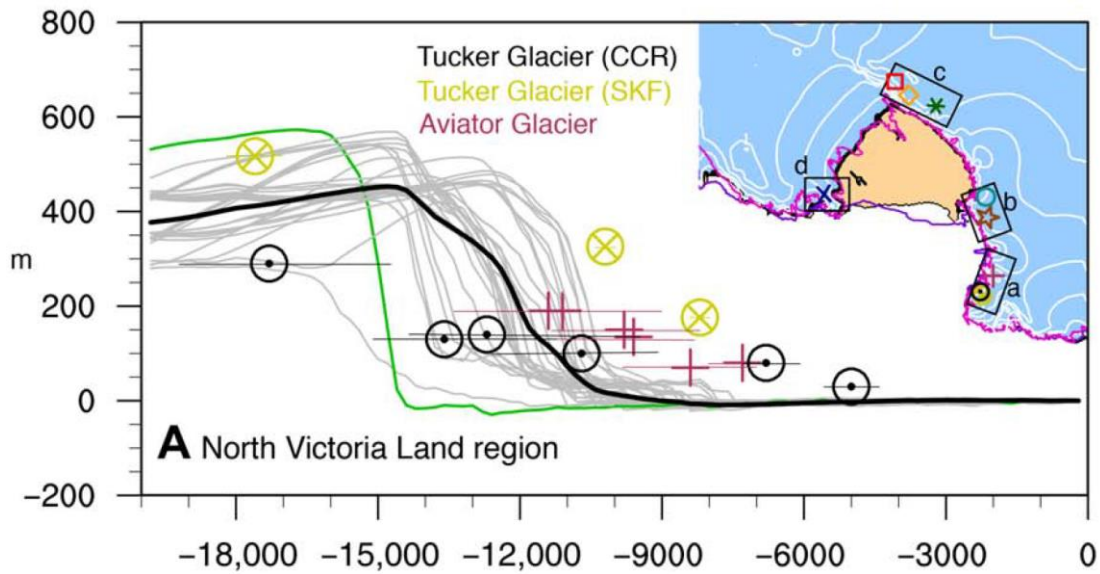 800
600
400
m
200
0
−200
Tucker Glacier (CCR)
Tucker Glacier (SKF)
Aviator Glacier
c
d
b
a
A North Victoria Land region
−18,000 −15,000 −12,000 −9000 −6000 −3000 0